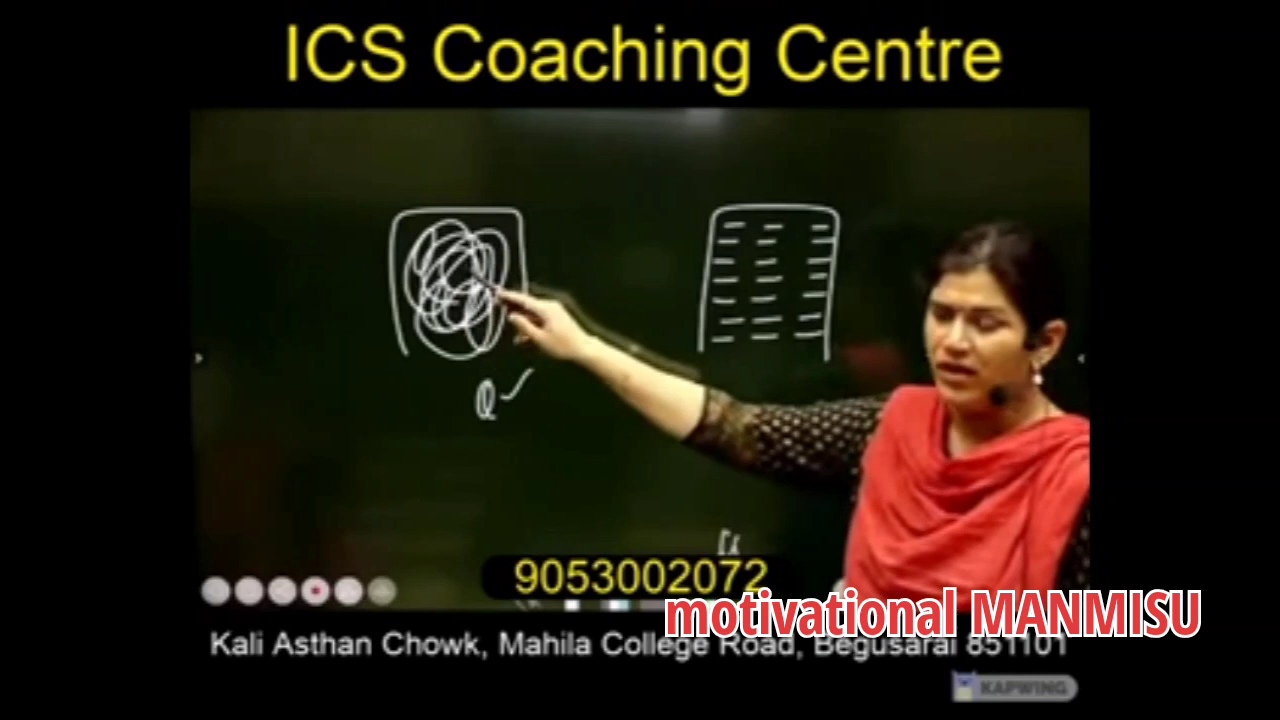 ICS Coaching Centre
Q
9053002072
motivational MANMISU
Kali Asthan Chowk, Mahila College Road, Begusarai 851101
KAPWING